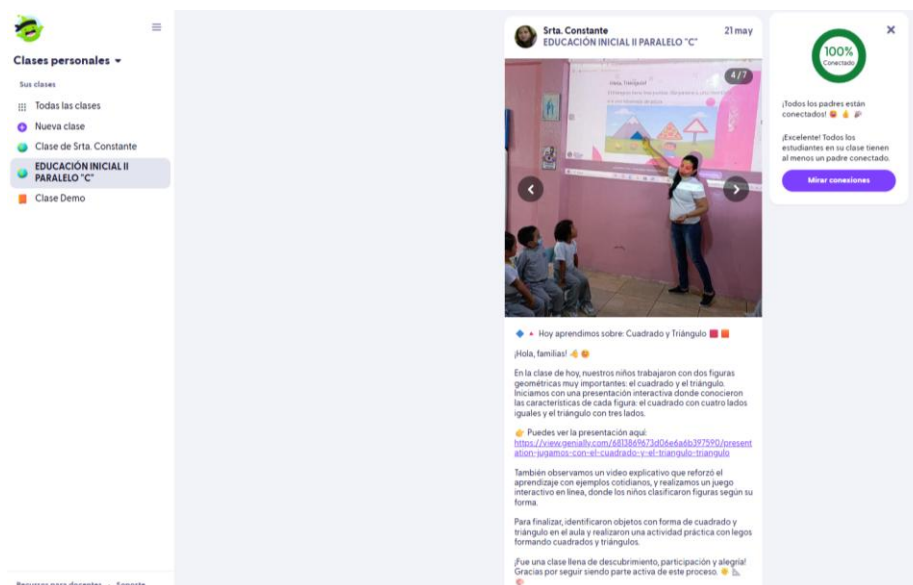 Clases personales
Sus clases
Todas las clases
Nueva clase
Clase de Srta. Constante
EDUCACIÓN INICIAL II
PARALELO "C"
Clase Demo
Recursos para docentes • Soporte
Srta. Constante
21 may
EDUCACIÓN INICIAL II PARALELO "C"
4/7
¡Hola, triángulo!
🔷 🔺 Hoy aprendimos sobre: Cuadrado y Triángulo 🟥 🟧
¡Hola, familias!
En la clase de hoy, nuestros niños trabajaron con dos figuras
geométricas muy importantes: el cuadrado y el triángulo.
Iniciamos con una presentación interactiva donde conocieron
las características de cada figura: el cuadrado con cuatro lados
iguales y el triángulo con tres lados.
👉 Puedes ver la presentación aquí:
https://view.genially.com/6813869673d06e6a6b397590/present
ation-jugamos-con-el-cuadrado-y-el-triangulo-triangulo
También observamos un video explicativo que reforzó el
aprendizaje con ejemplos cotidianos, y realizamos un juego
interactivo en línea, donde los niños clasificaron figuras según su
forma.
Para finalizar, identificaron objetos con forma de cuadrado y
triángulo en el aula y realizaron una actividad práctica con legos
formando cuadrados y triángulos.
¡Fue una clase llena de descubrimiento, participación y alegría!
Gracias por seguir siendo parte activa de este proceso.
100%
Conectado
¡Todos los padres están
conectados!
¡Excelente! Todos los
estudiantes en su clase tienen
al menos un padre conectado.
Mirar conexiones